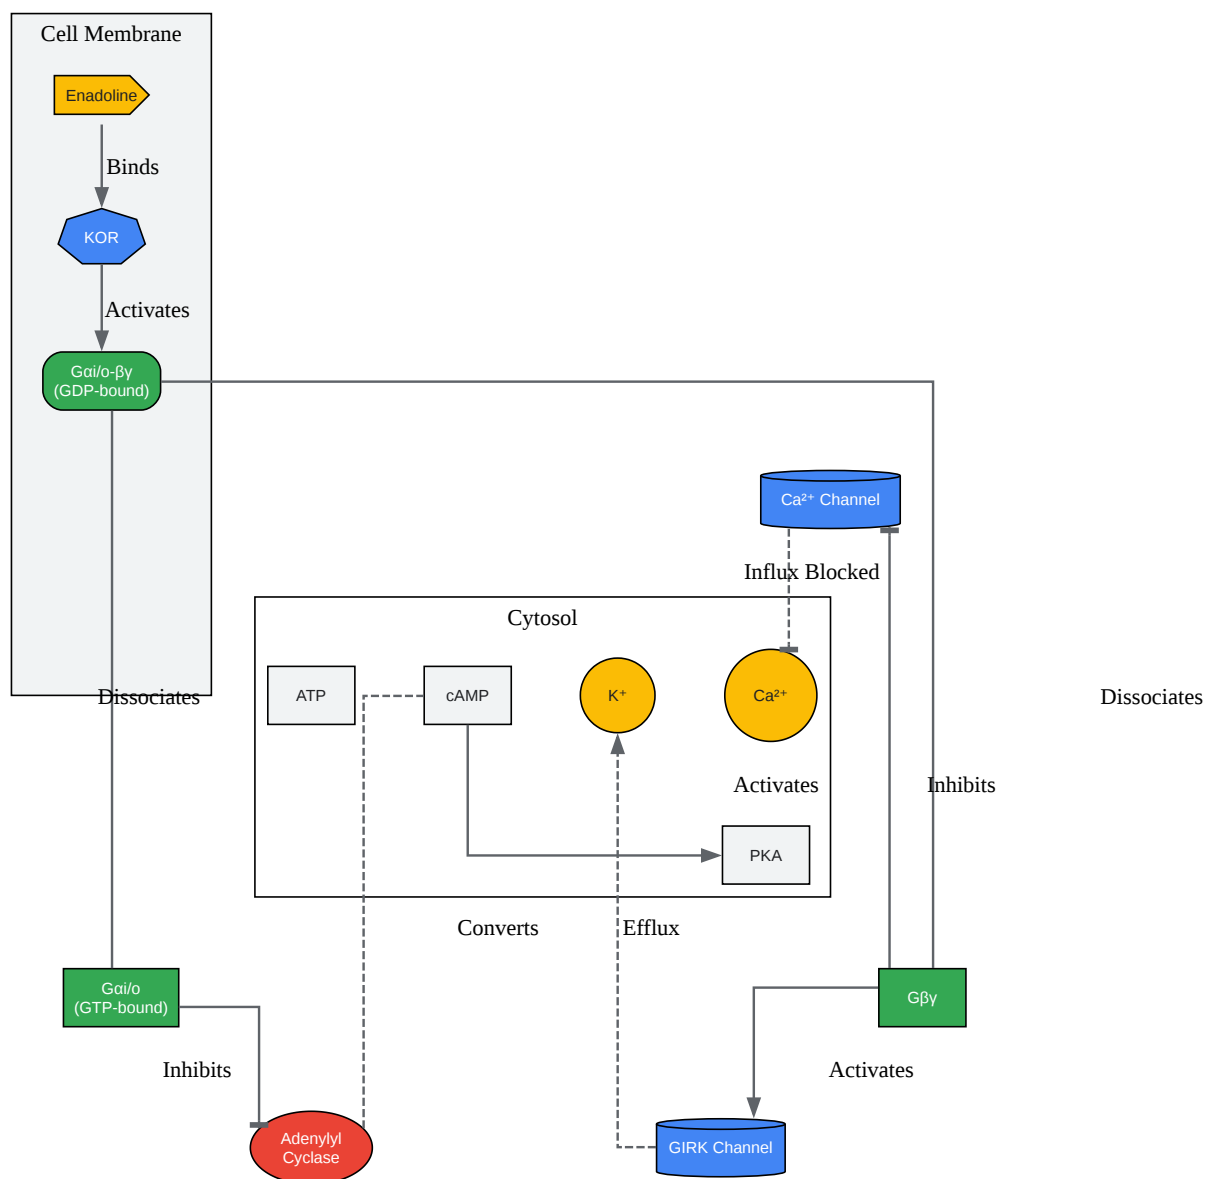 Cell Membrane
Enadoline
Binds
KOR
Activates
Gαi/o-βγ
(GDP-bound)
Ca²⁺ Channel
Influx Blocked
Cytosol
ATP
cAMP
K⁺
Ca²⁺
Dissociates
Dissociates
Activates
Inhibits
PKA
Converts
Efflux
Gαi/o
(GTP-bound)
Gβγ
Inhibits
Activates
Adenylyl
Cyclase
GIRK Channel